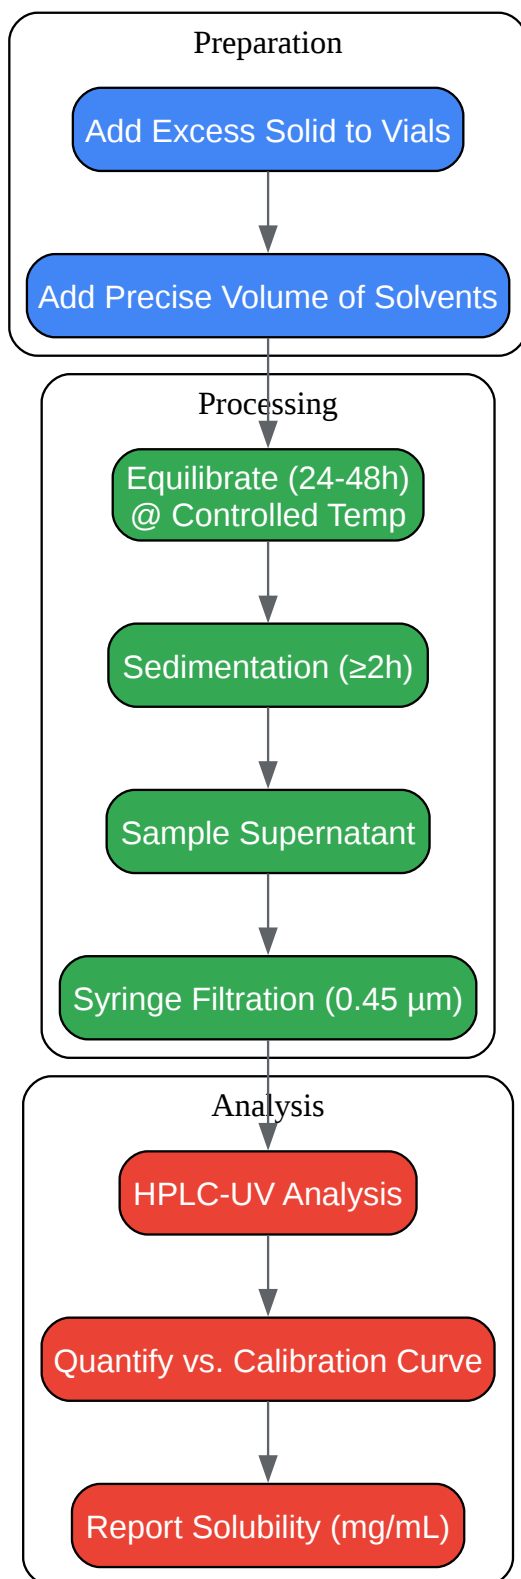 Preparation
Add Excess Solid to Vials
Add Precise Volume of Solvents
Processing
Equilibrate (24-48h)
@ Controlled Temp
Sedimentation (≥2h)
Sample Supernatant
Syringe Filtration (0.45 µm)
Analysis
HPLC-UV Analysis
Quantify vs. Calibration Curve
Report Solubility (mg/mL)